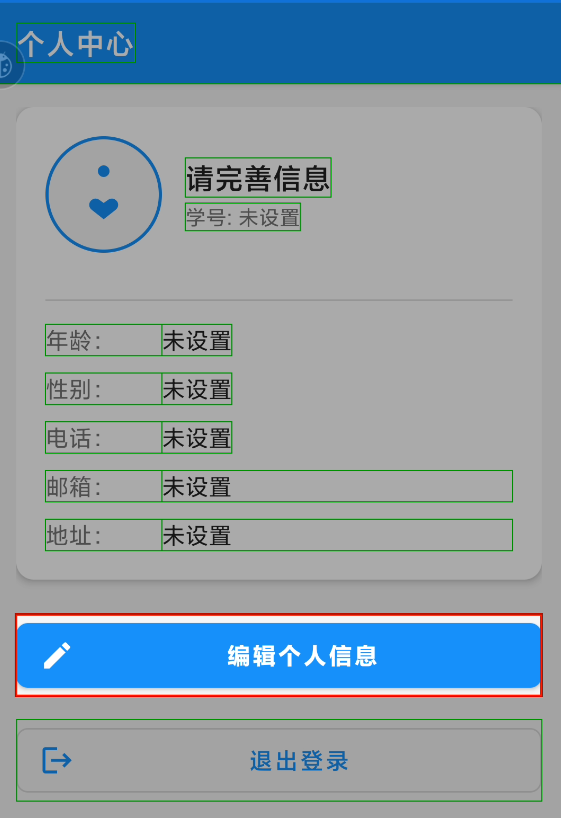 个人中心
请完善信息
学号: 未设置
年龄: 未设置
性别: 未设置
电话: 未设置
邮箱: 未设置
地址: 未设置
编辑个人信息
退出登录